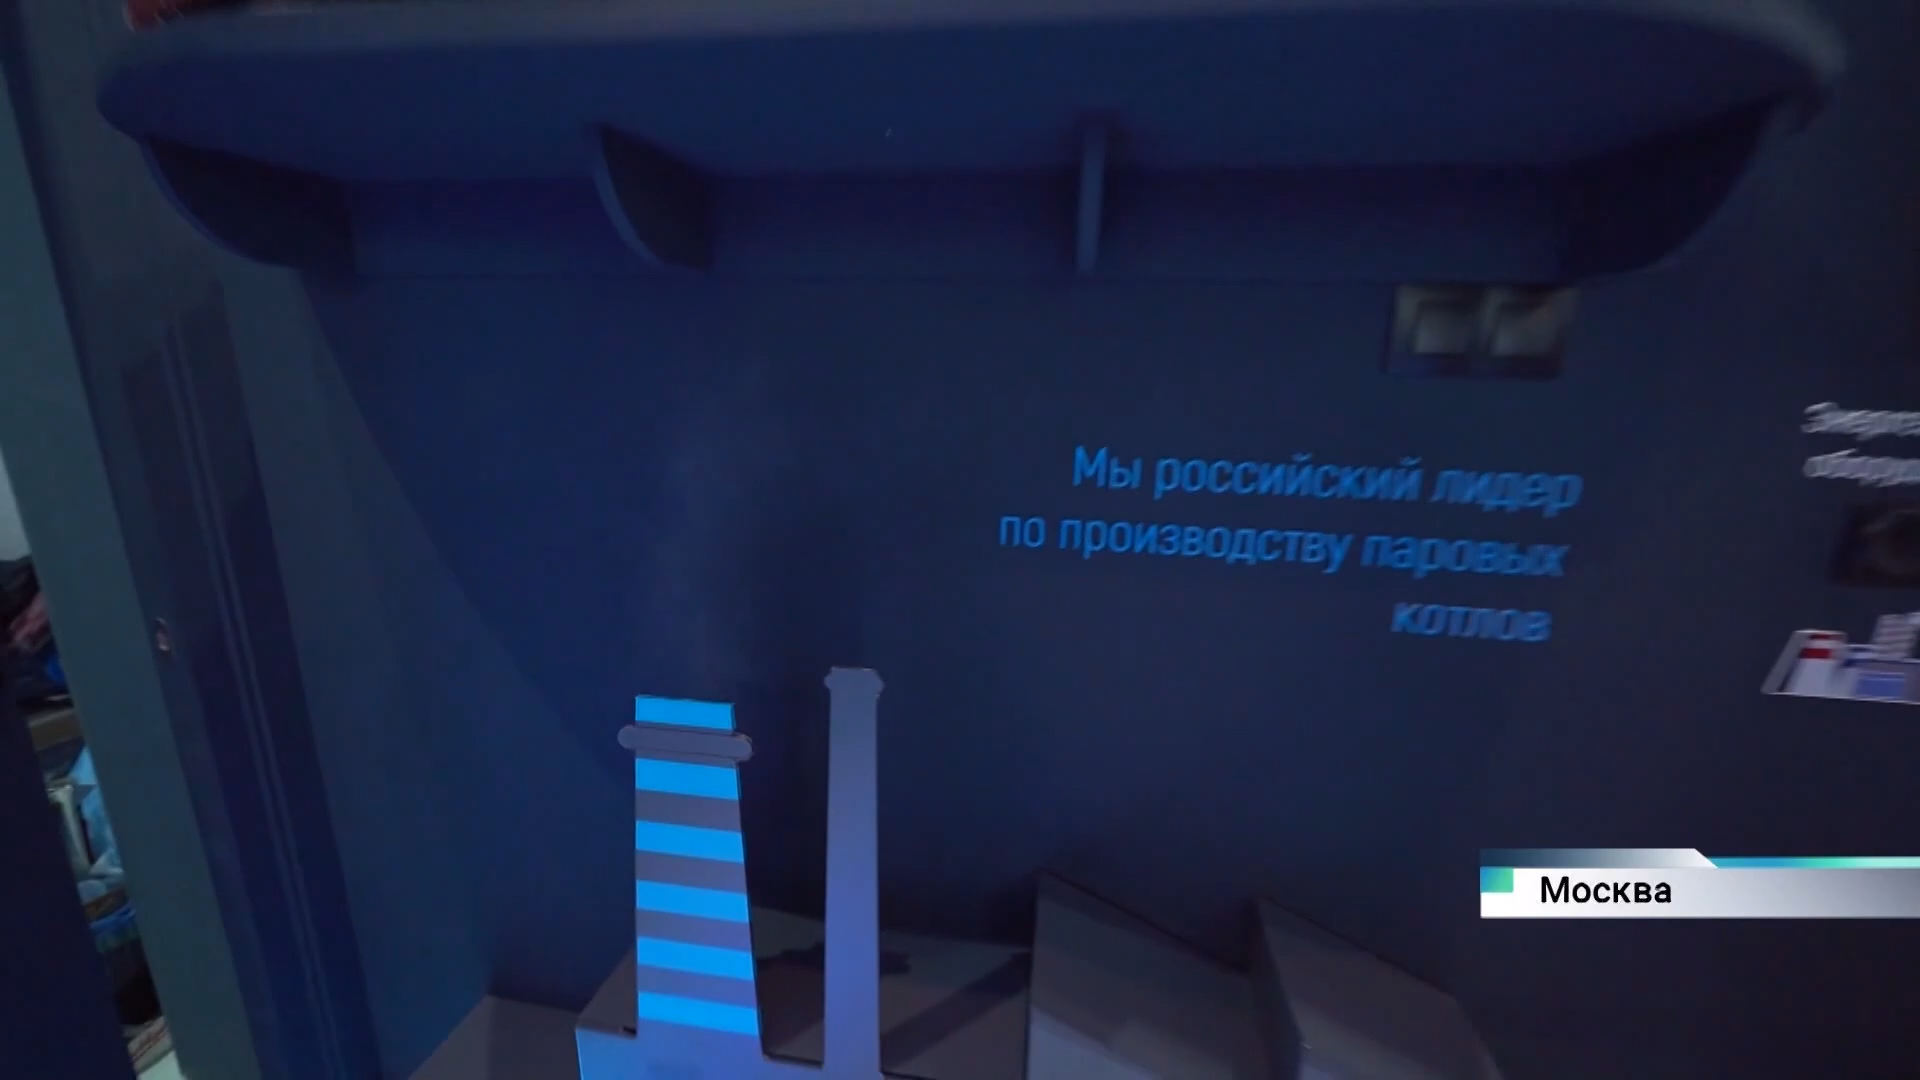 Мы российский лидер
по производству паровых
котлов
Москва